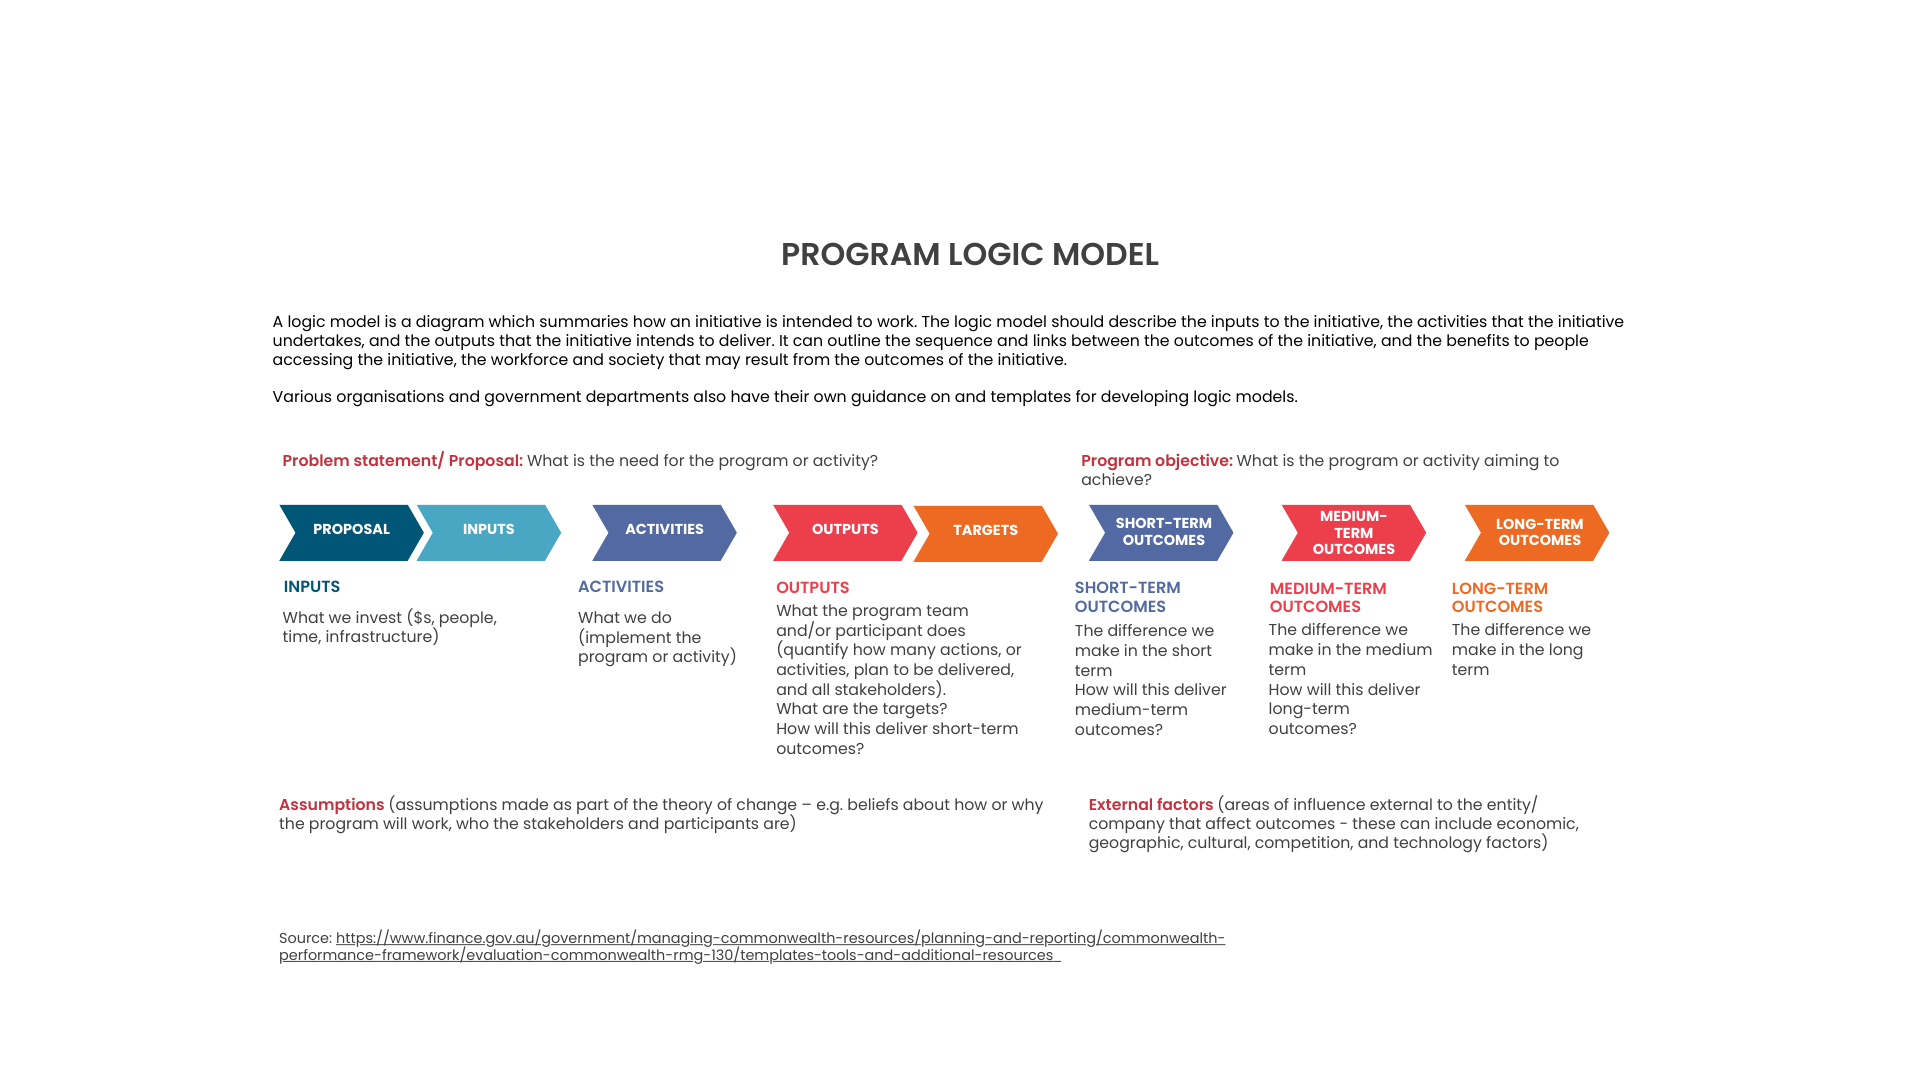 PROGRAM LOGIC MODEL
A logic model is a diagram which summaries how an initiative is intended to work. The logic model should describe the inputs to the initiative, the activities that the initiative
undertakes, and the outputs that the initiative intends to deliver. It can outline the sequence and links between the outcomes of the initiative, and the benefits to people
accessing the initiative, the workforce and society that may result from the outcomes of the initiative.
Various organisations and government departments also have their own guidance on and templates for developing logic models.
Problem statement/ Proposal: What is the need for the program or activity?
Program objective: What is the program or activity aiming to
achieve?
PROPOSAL
INPUTS
ACTIVITIES
OUTPUTS
TARGETS
SHORT-TERM
OUTCOMES
MEDIUM-
TERM
OUTCOMES
LONG-TERM
OUTCOMES
INPUTS
What we invest ($s, people,
time, infrastructure)
ACTIVITIES
What we do
(implement the
program or activity)
OUTPUTS
What the program team
and/or participant does
(quantify how many actions, or
activities, plan to be delivered,
and all stakeholders).
What are the targets?
How will this deliver short-term
outcomes?
SHORT-TERM
OUTCOMES
The difference we
make in the short
term
How will this deliver
medium-term
outcomes?
MEDIUM-TERM
OUTCOMES
The difference we
make in the medium
term
How will this deliver
long-term
outcomes?
LONG-TERM
OUTCOMES
The difference we
make in the long
term
Assumptions (assumptions made as part of the theory of change – e.g. beliefs about how or why
the program will work, who the stakeholders and participants are)
External factors (areas of influence external to the entity/
company that affect outcomes - these can include economic,
geographic, cultural, competition, and technology factors)
Source: https://www.finance.gov.au/government/managing-commonwealth-resources/planning-and-reporting/commonwealth-
performance-framework/evaluation-commonwealth-rmg-130/templates-tools-and-additional-resources